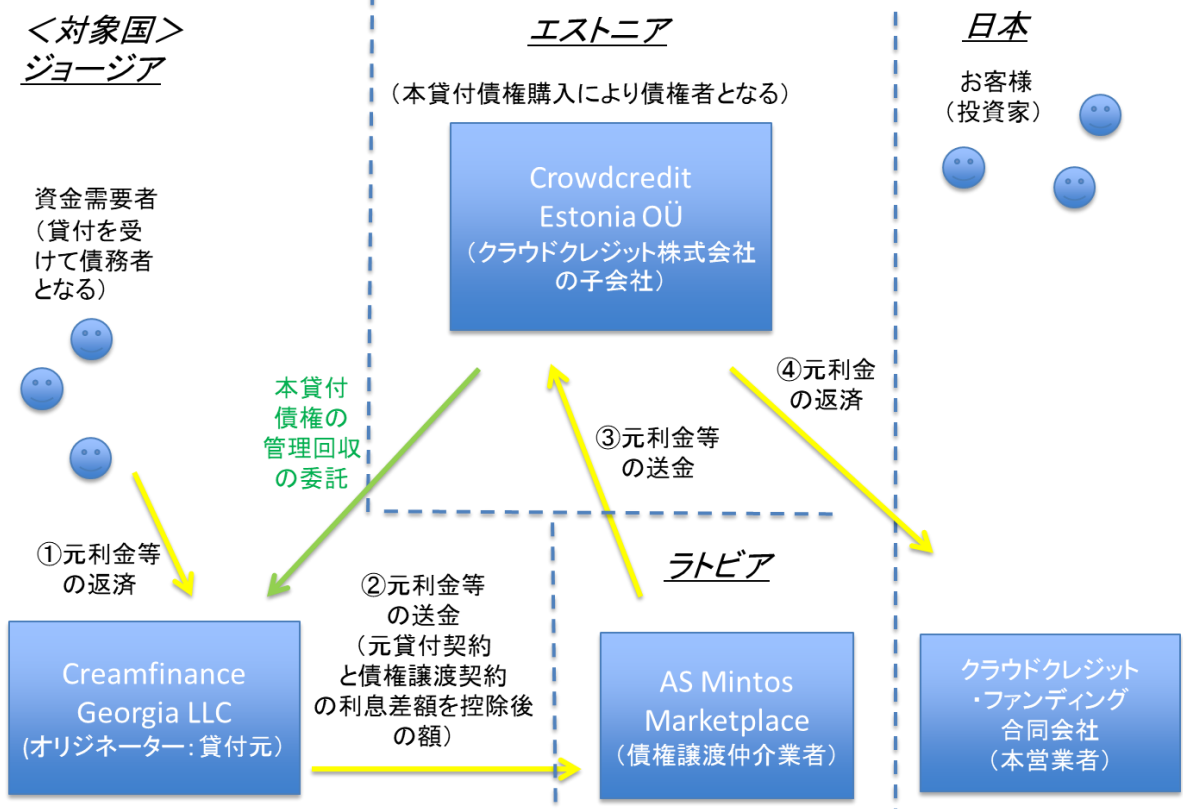 ＜対象国＞
ジョージア
資金需要者
（貸付を受
けて債務者
となる）
①元利金等
の返済
Creamfinance
Georgia LLC
(オリジネーター：貸付元）
本貸付
債権の
管理回収
の委託
②元利金等
の送金
（元貸付契約
と債権譲渡契約
の利息差額を控除後
の額）
エストニア
（本貸付債権購入により債権者となる）
Crowdcredit
Estonia OÜ
（クラウドクレジット株式会社
の子会社）
③元利金等
の送金
④元利金
の返済
ラトビア
AS Mintos
Marketplace
（債権譲渡仲介業者）
日本
お客様
（投資家）
クラウドクレジット
・ファンディング
合同会社
（本営業者）